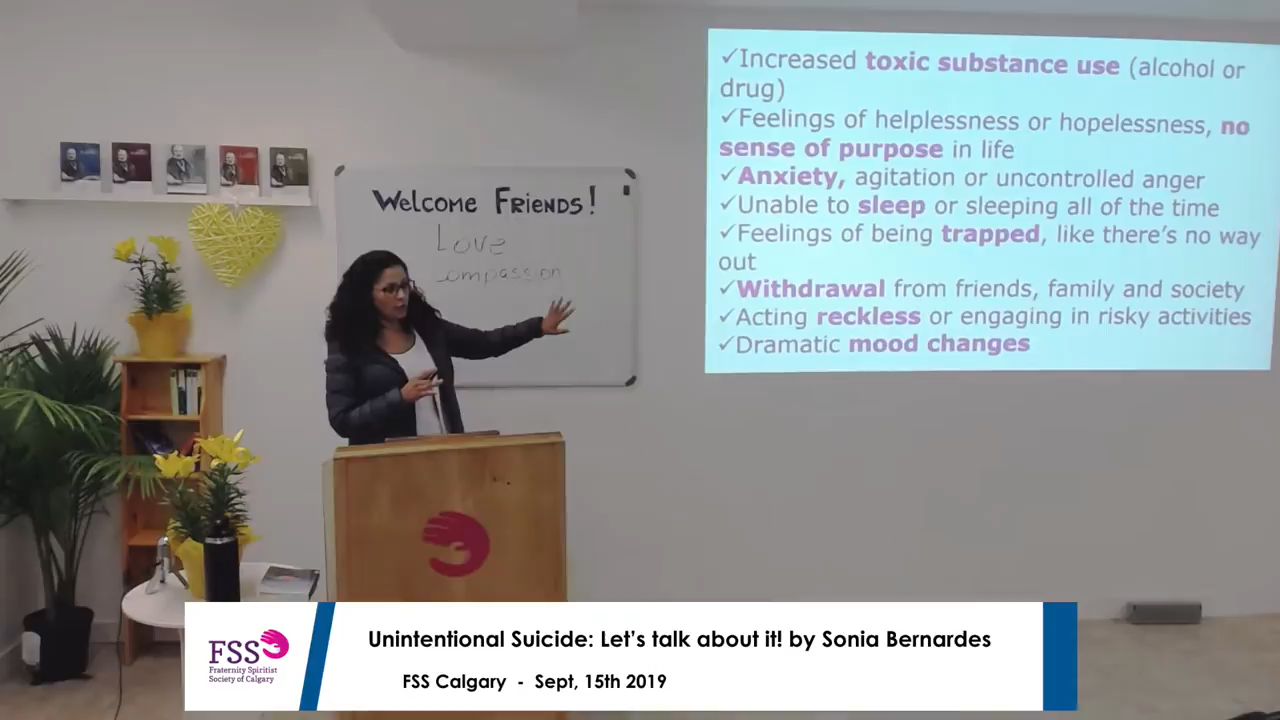 ✓Increased toxic substance use (alcohol or
drug)
✓Feelings of helplessness or hopelessness, no
sense of purpose in life
✓Anxiety, agitation or uncontrolled anger
✓Unable to sleep or sleeping all of the time
✓Feelings of being trapped, like there's no way
out
✓Withdrawal from friends, family and society
✓Acting reckless or engaging in risky activities
✓Dramatic mood changes
Welcome Friends!
Love
compassion
FSS
Fraternity Spiritist
Society of Calgary
Unintentional Suicide: Let's talk about it! by Sonia Bernardes
FSS Calgary - Sept, 15th 2019